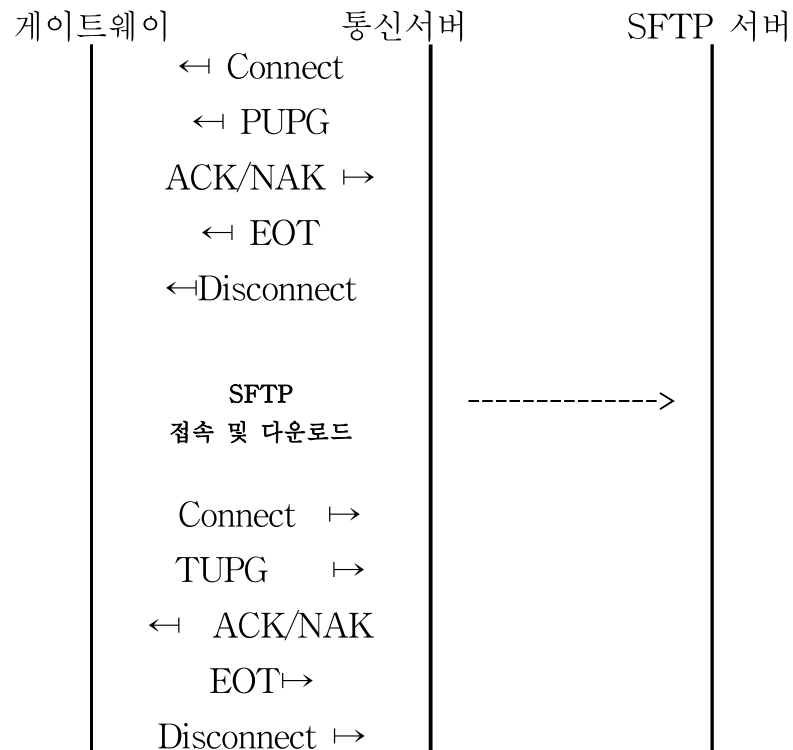 게이트웨이 통신서버 SFTP 서버
↤ Connect
↤ PUPG
ACK/NAK ↦
↤ EOT
↤Disconnect
SFTP
접속 및 다운로드
Connect ↦
TUPG ↦
↤ ACK/NAK
EOT↦
Disconnect ↦